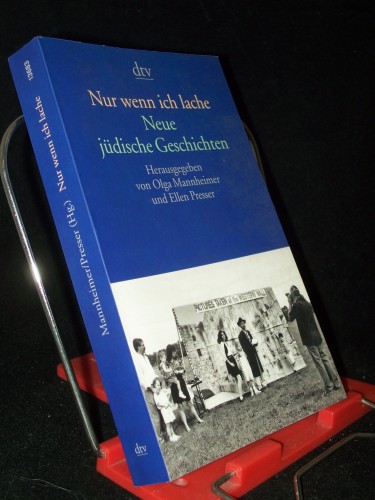 dtv
Nur wenn ich lache
Neue
jüdische Geschichten
Herausgegeben
von Olga Mannheimer
und Ellen Presser
PICTURES TAKEN at the WESTERN WALL
Mannheimer/Presser (Hg.) Nur wenn ich lache
dtv